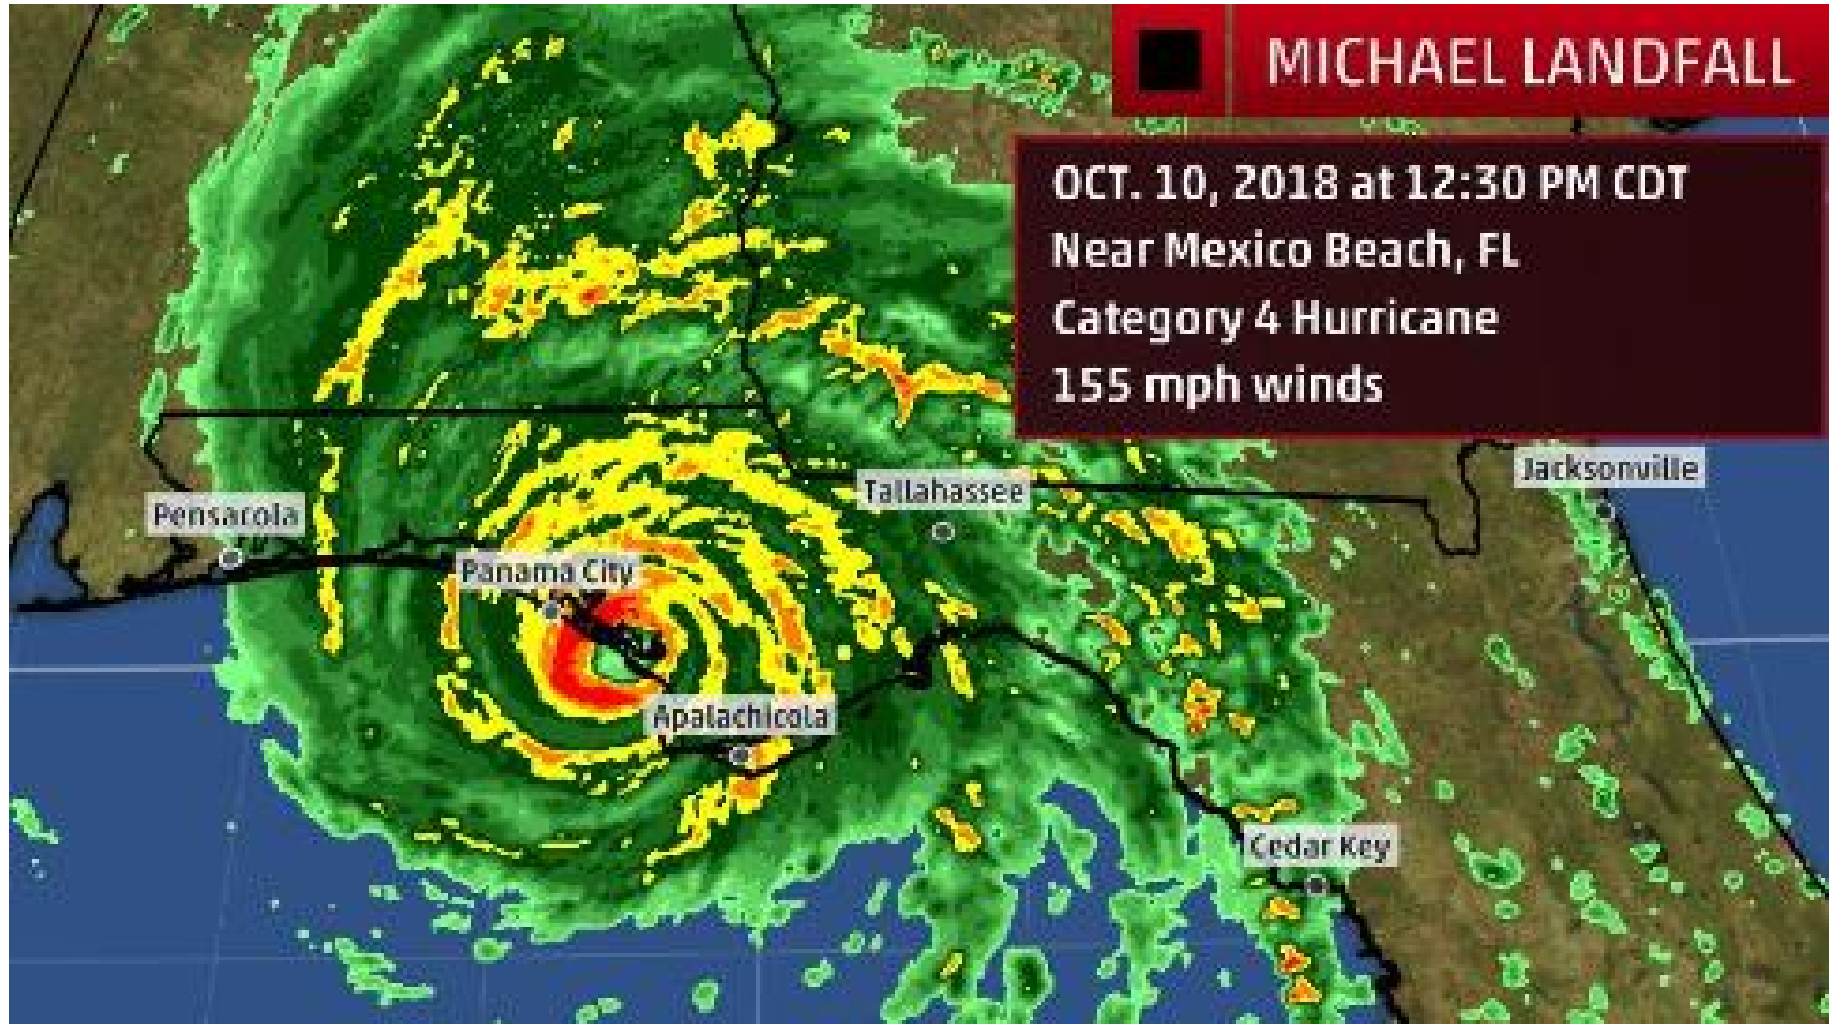 MICHAEL LANDFALL
OCT. 10, 2018 at 12:30 PM CDT
Near Mexico Beach, FL
Category 4 Hurricane
155 mph winds
Jacksonville
Tallahassee
Pensacola
Panama City
Apalachicola
Cedar Key